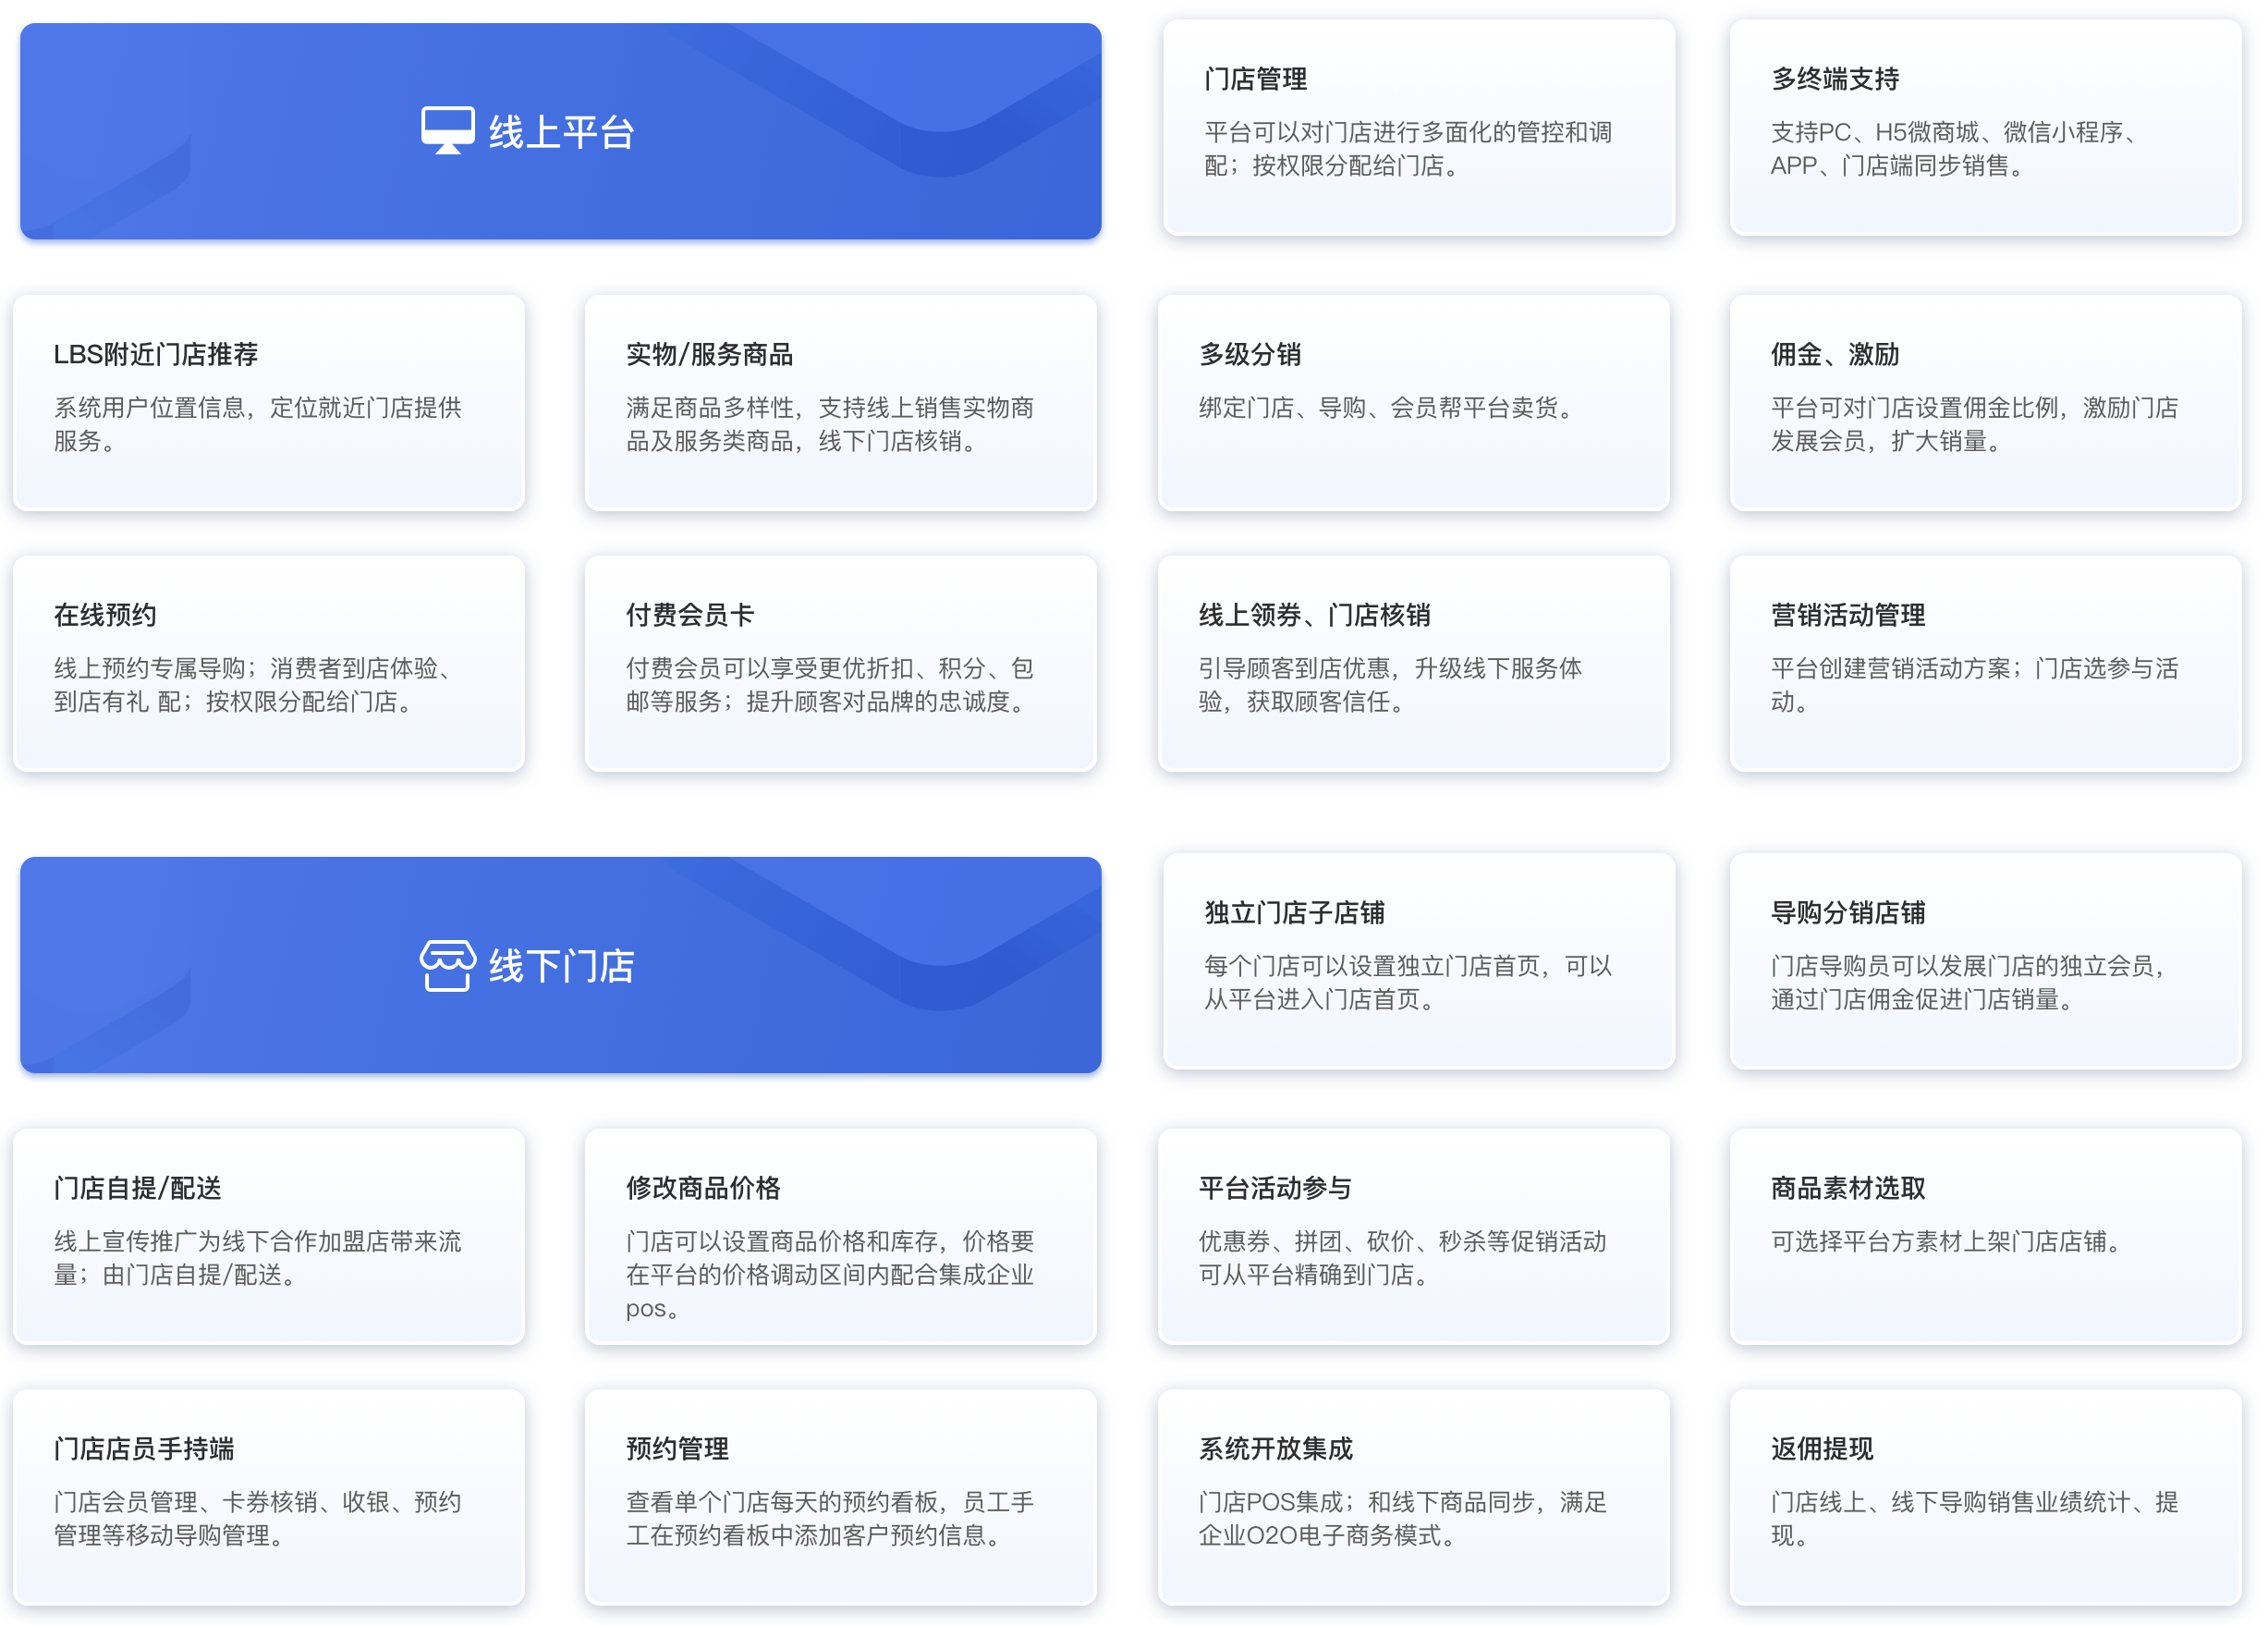 线上平台
门店管理
平台可以对门店进行多面化的管控和调
配；按权限分配给门店。
多终端支持
支持PC、H5微商城、微信小程序、
APP、门店端同步销售。
LBS附近门店推荐
系统用户位置信息，定位就近门店提供
服务。
实物/服务商品
满足商品多样性，支持线上销售实物商
品及服务类商品，线下门店核销。
多级分销
绑定门店、导购、会员帮平台卖货。
佣金、激励
平台可对门店设置佣金比例，激励门店
发展会员，扩大销量。
在线预约
线上预约专属导购；消费者到店体验、
到店有礼 配；按权限分配给门店。
付费会员卡
付费会员可以享受更优折扣、积分、包
邮等服务；提升顾客对品牌的忠诚度。
线上领券、门店核销
引导顾客到店优惠，升级线下服务体
验，获取顾客信任。
营销活动管理
平台创建营销活动方案；门店选参与活
动。
线下门店
独立门店子店铺
每个门店可以设置独立门店首页，可以
从平台进入门店首页。
导购分销店铺
门店导购员可以发展门店的独立会员，
通过门店佣金促进门店销量。
门店自提/配送
线上宣传推广为线下合作加盟店带来流
量；由门店自提/配送。
修改商品价格
门店可以设置商品价格和库存，价格要
在平台的价格调动区间内配合集成企业
pos。
平台活动参与
优惠券、拼团、砍价、秒杀等促销活动
可从平台精确到门店。
商品素材选取
可选择平台方素材上架门店店铺。
门店店员手持端
门店会员管理、卡券核销、收银、预约
管理等移动导购管理。
预约管理
查看单个门店每天的预约看板，员工手
工在预约看板中添加客户预约信息。
系统开放集成
门店POS集成；和线下商品同步，满足
企业O2O电子商务模式。
返佣提现
门店线上、线下导购销售业绩统计、提
现。